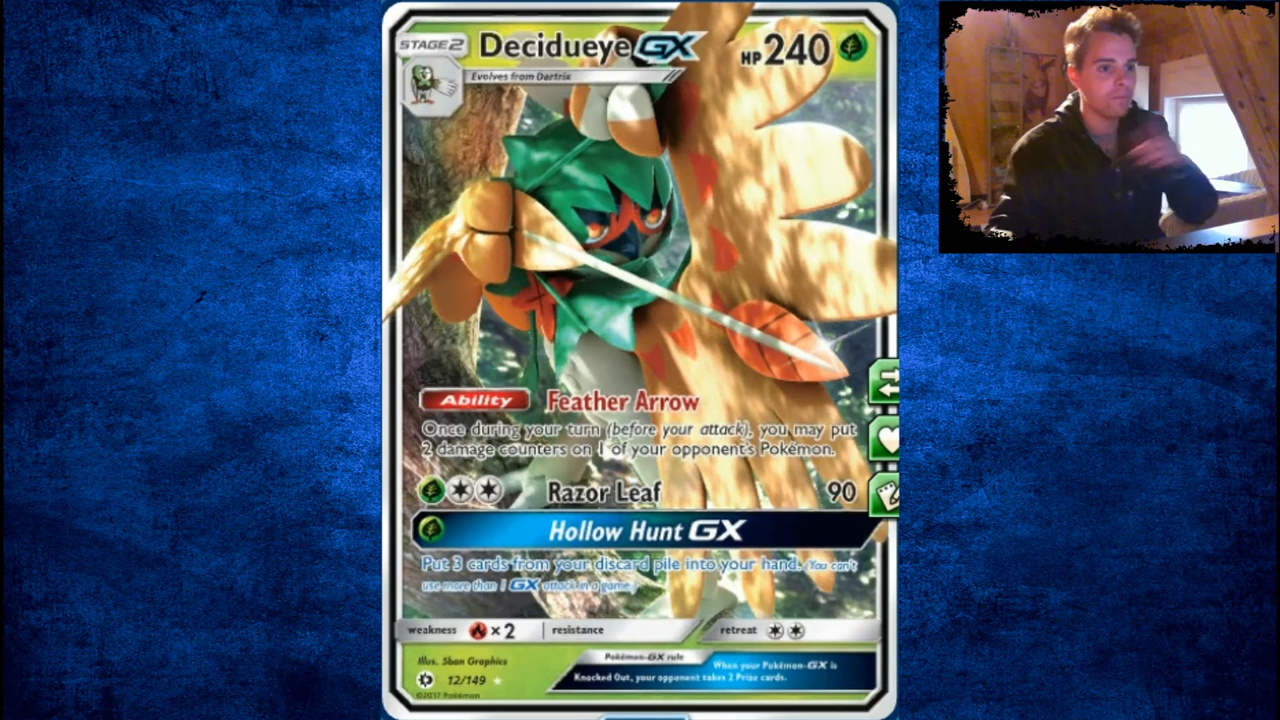 STAGE 2 Decidueye GX HP 240
Evolves from Dartrix
Ability Feather Arrow
Once during your turn (before your attack), you may put
2 damage counters on 1 of your opponent's Pokémon.
Razor Leaf 90
Hollow Hunt GX
Put 3 cards from your discard pile into your hand. (You can't
use more than 1 GX attack in a game.)
weakness ×2 resistance retreat
Illus. 5ban Graphics
Pokémon-GX rule
When your Pokémon-GX is
Knocked Out, your opponent takes 2 Prize cards.
12/149
©2017 Pokémon